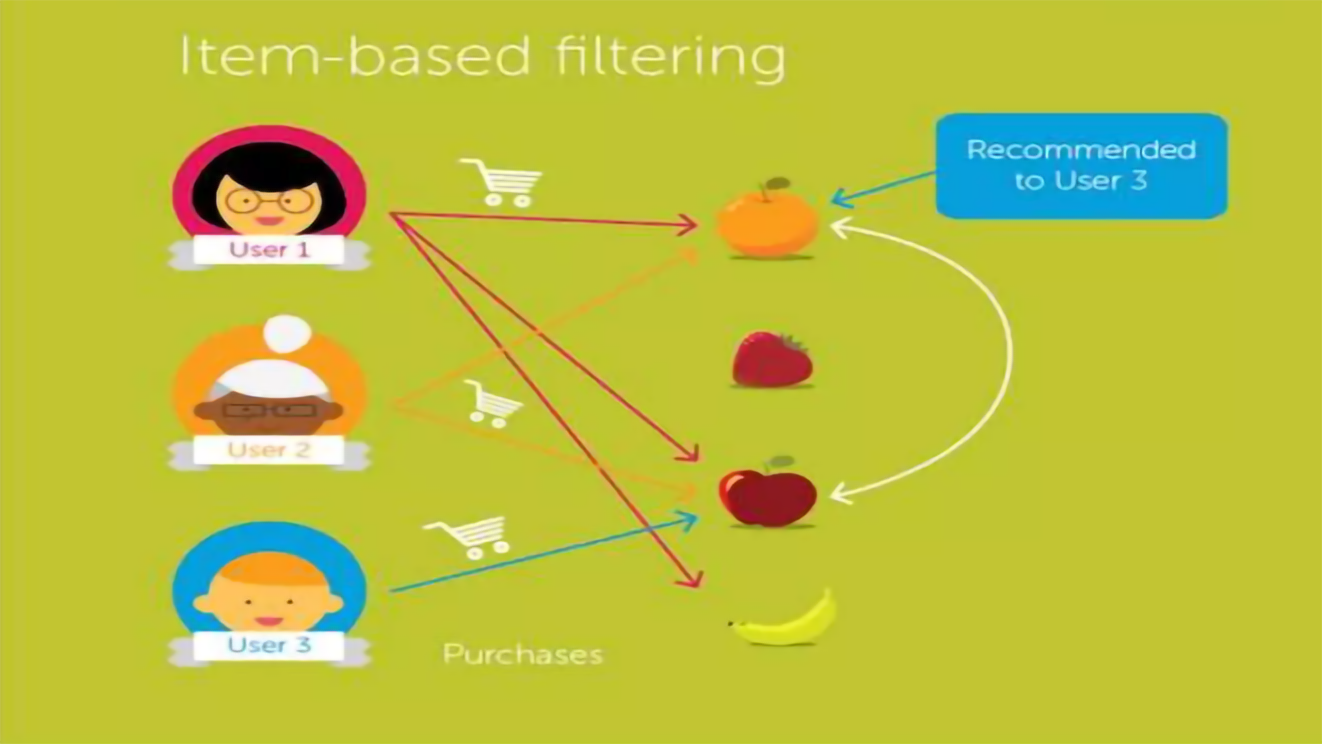 Item-based filtering
Recommended
to User 3
User 1
User 2
User 3
Purchases